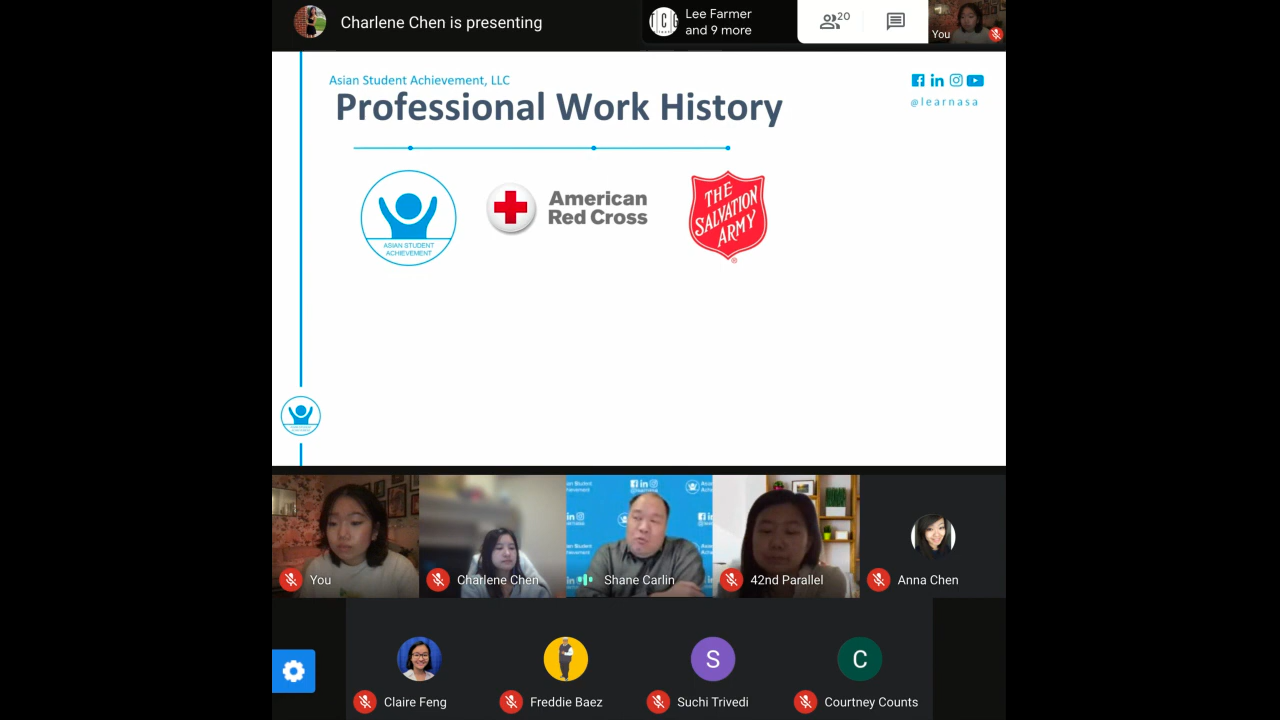 Charlene Chen is presenting
TCG
Lee Farmer
and 9 more
20
You
Asian Student Achievement, LLC
Professional Work History
@learnasa
ASIAN STUDENT
ACHIEVEMENT
American
Red Cross
THE
SALVATION
ARMY
®
You
Charlene Chen
Shane Carlin
42nd Parallel
Anna Chen
S
C
Claire Feng
Freddie Baez
Suchi Trivedi
Courtney Counts